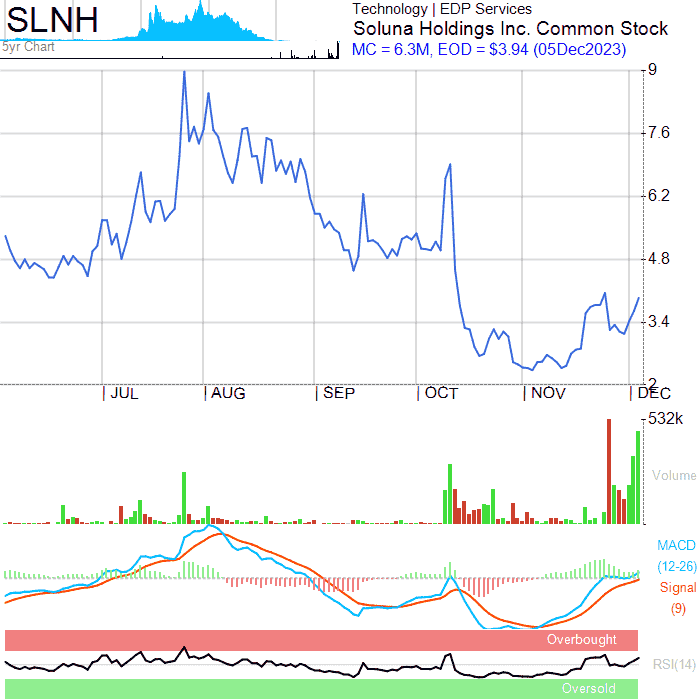 SLNH
Technology | EDP Services
Soluna Holdings Inc. Common Stock
5yr Chart
MC = 6.3M, EOD = $3.94 (05Dec2023)
9
7.6
6.2
4.8
3.4
2
JUL
AUG
SEP
OCT
NOV
DEC
532k
Volume
MACD
(12-26)
Signal
(9)
Overbought
RSI(14)
Oversold